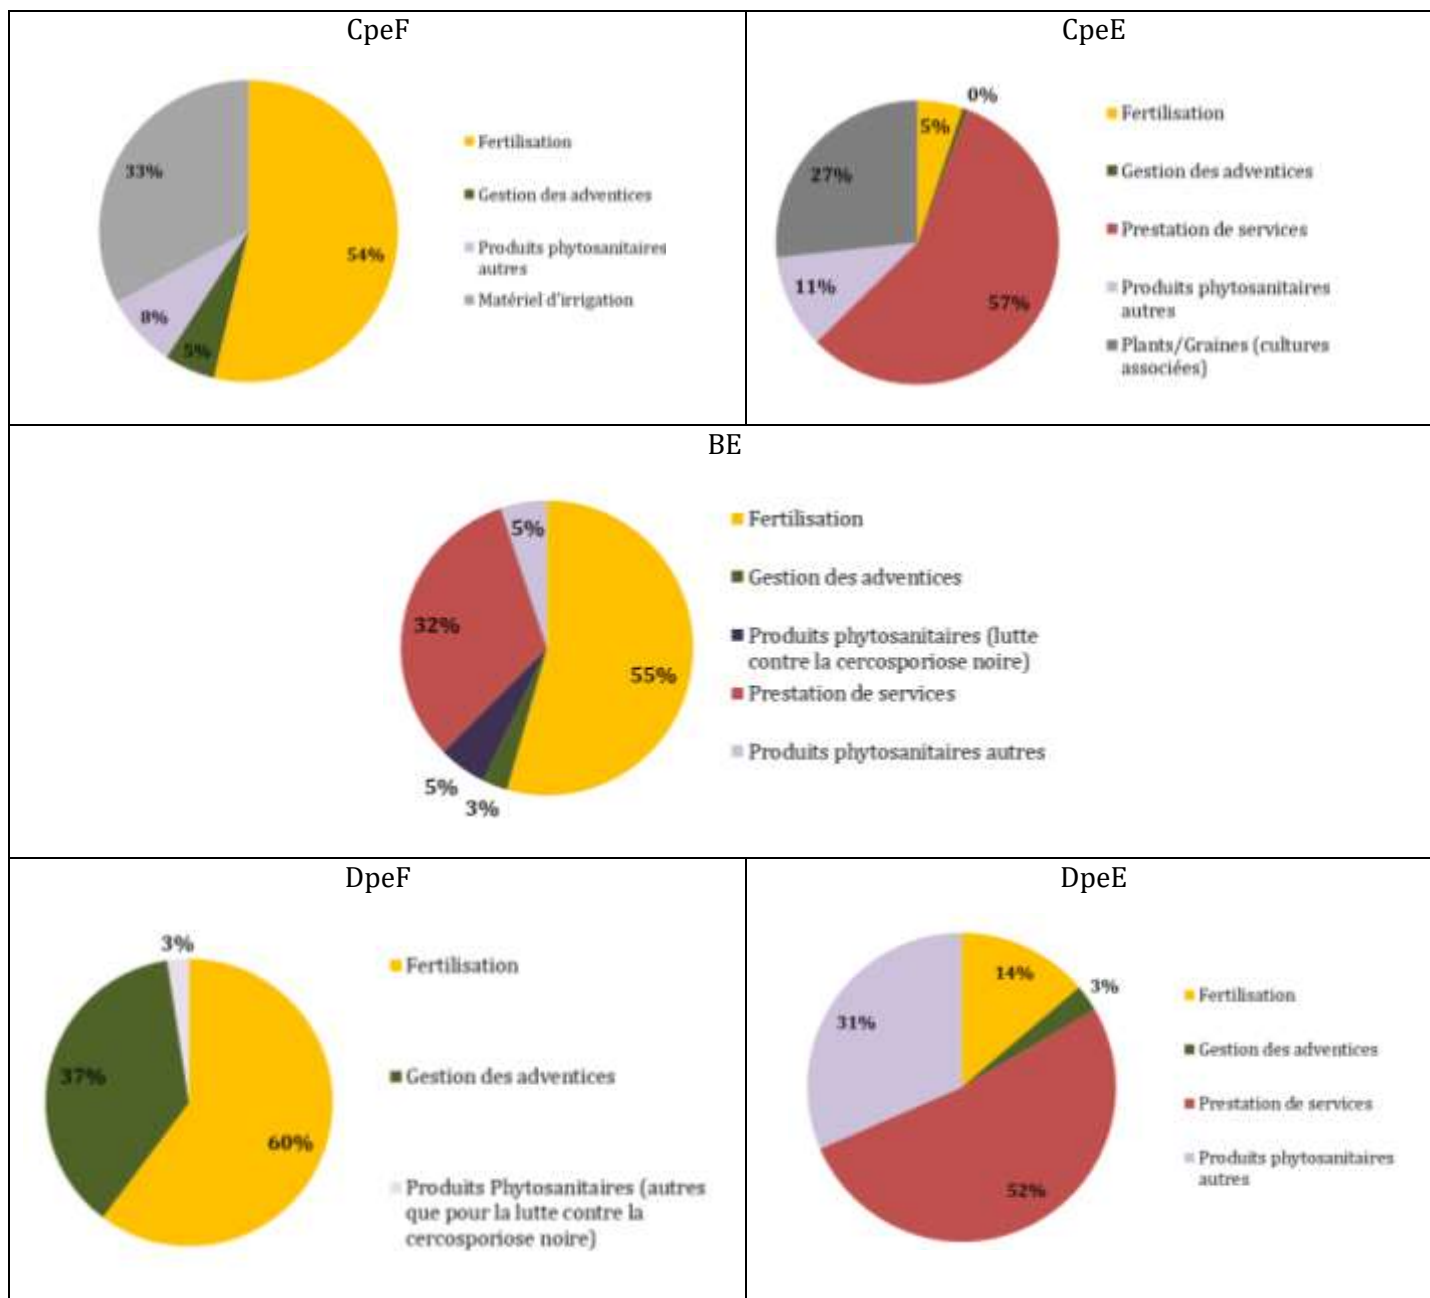 CpeF
54%
5%
8%
33%
Fertilisation
Gestion des adventices
Produits phytosanitaires
autres
Matériel d'irrigation
CpeE
5%
0%
57%
11%
27%
Fertilisation
Gestion des adventices
Prestation de services
Produits phytosanitaires
autres
Plants/Graines (cultures
associées)
BE
5%
32%
55%
5%
3%
Fertilisation
Gestion des adventices
Produits phytosanitaires (lutte
contre la cercosporiose noire)
Prestation de services
Produits phytosanitaires autres
DpeF
3%
37%
60%
Fertilisation
Gestion des adventices
Produits Phytosanitaires (autres
que pour la lutte contre la
cercosporiose noire)
DpeE
14%
3%
31%
52%
Fertilisation
Gestion des adventices
Prestation de services
Produits phytosanitaires
autres